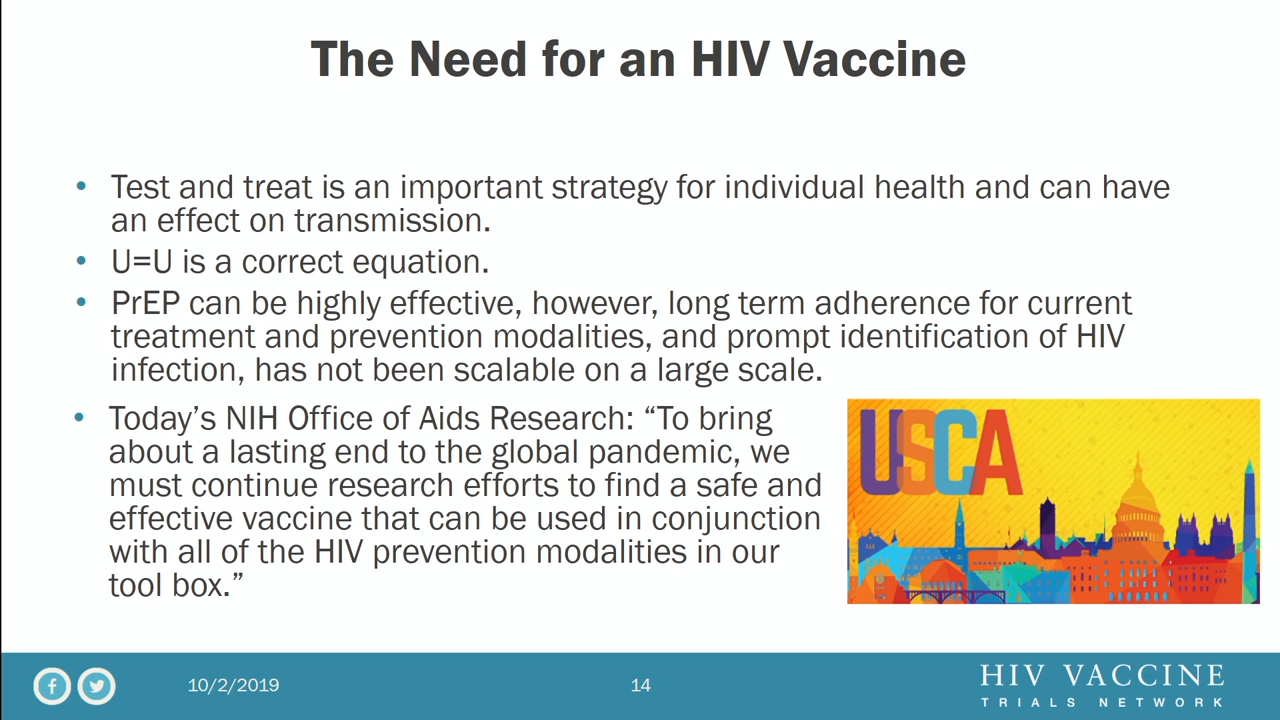 The Need for an HIV Vaccine
Test and treat is an important strategy for individual health and can have
an effect on transmission.
U=U is a correct equation.
PrEP can be highly effective, however, long term adherence for current
treatment and prevention modalities, and prompt identification of HIV
infection, has not been scalable on a large scale.
Today’s NIH Office of Aids Research: “To bring
about a lasting end to the global pandemic, we
must continue research efforts to find a safe and
effective vaccine that can be used in conjunction
with all of the HIV prevention modalities in our
tool box.”
USCA
10/2/2019
14
HIV VACCINE
TRIALS NETWORK